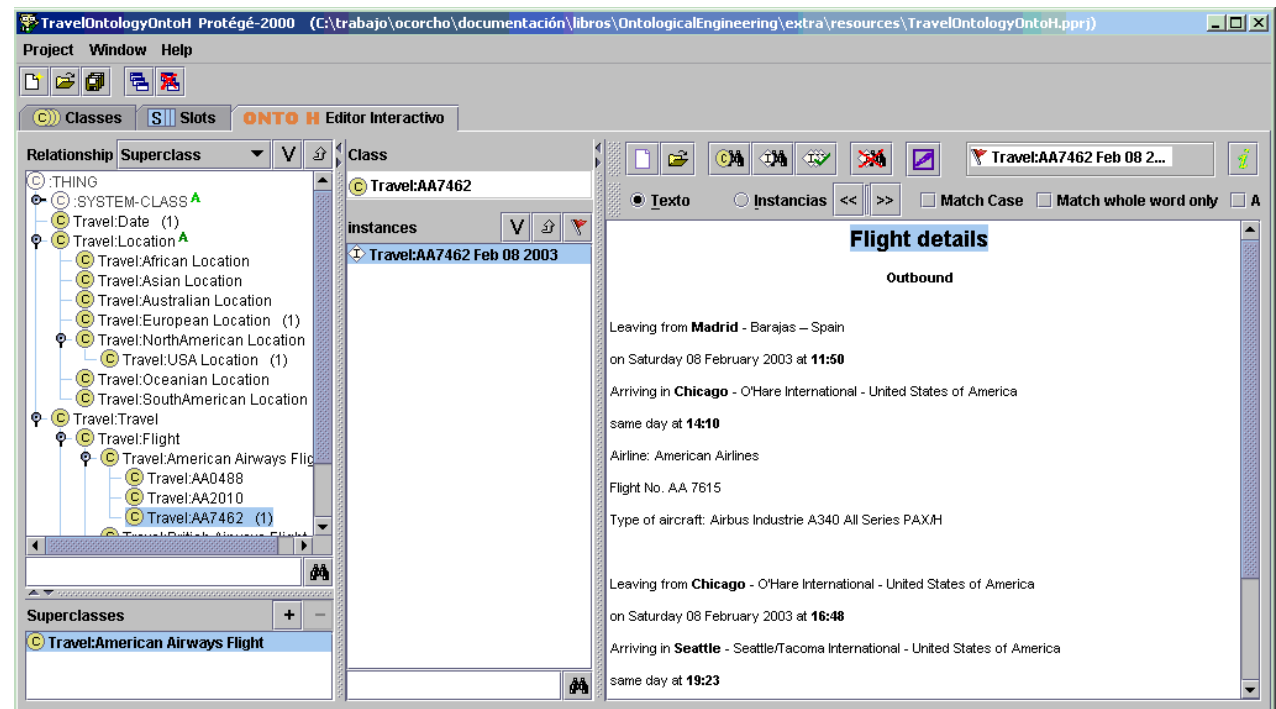 TravelOntologyOntoH Protégé-2000 (C:\trabajo\ocorcho\documentación\libros\OntologicalEngineering\extra\resources\TravelOntologyOntoH.pprj)
Project Window Help
C Classes S Slots ONTO H Editor Interactivo
Relationship Superclass V
C :THING
C :SYSTEM-CLASS A
C Travel:Date (1)
C Travel:Location A
C Travel:African Location
C Travel:Asian Location
C Travel:Australian Location
C Travel:European Location (1)
C Travel:NorthAmerican Location
C Travel:USA Location (1)
C Travel:Oceanian Location
C Travel:SouthAmerican Location
C Travel:Travel
C Travel:Flight
C Travel:American Airways Flig
C Travel:AA0488
C Travel:AA2010
C Travel:AA7462 (1)
C Travel:British Airways Flight
Superclasses + −
C Travel:American Airways Flight
Class
C Travel:AA7462
instances V
I Travel:AA7462 Feb 08 2003
Travel:AA7462 Feb 08 2...
Texto Instancias << >> Match Case Match whole word only A
Flight details
Outbound
Leaving from Madrid - Barajas – Spain
on Saturday 08 February 2003 at 11:50
Arriving in Chicago - O'Hare International - United States of America
same day at 14:10
Airline: American Airlines
Flight No. AA 7615
Type of aircraft: Airbus Industrie A340 All Series PAX/H
Leaving from Chicago - O'Hare International - United States of America
on Saturday 08 February 2003 at 16:48
Arriving in Seattle - Seattle/Tacoma International - United States of America
same day at 19:23